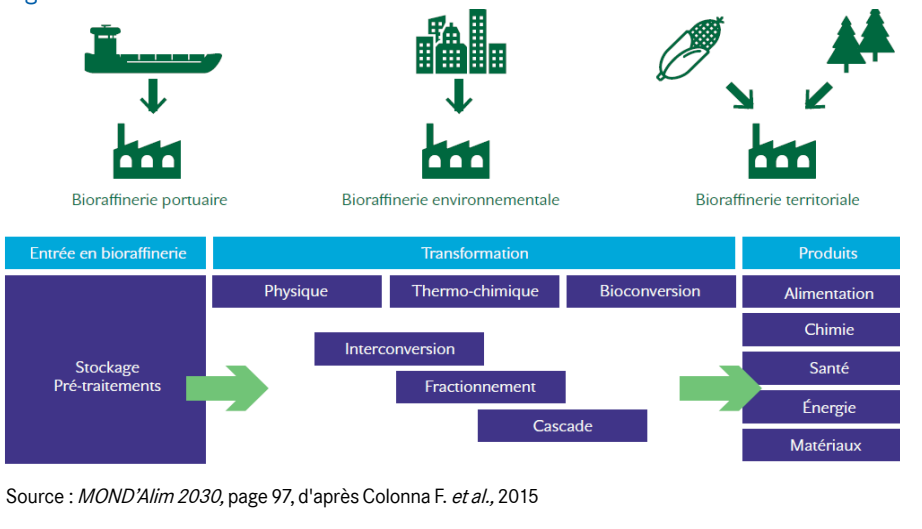 Bioraffinerie portuaire
Bioraffinerie environnementale
Bioraffinerie territoriale
Entrée en bioraffinerie
Transformation
Produits
Physique
Thermo-chimique
Bioconversion
Alimentation
Chimie
Interconversion
Stockage
Pré-traitements
Santé
Fractionnement
Énergie
Cascade
Matériaux
Source : MOND'Alim 2030, page 97, d'après Colonna F. et al., 2015